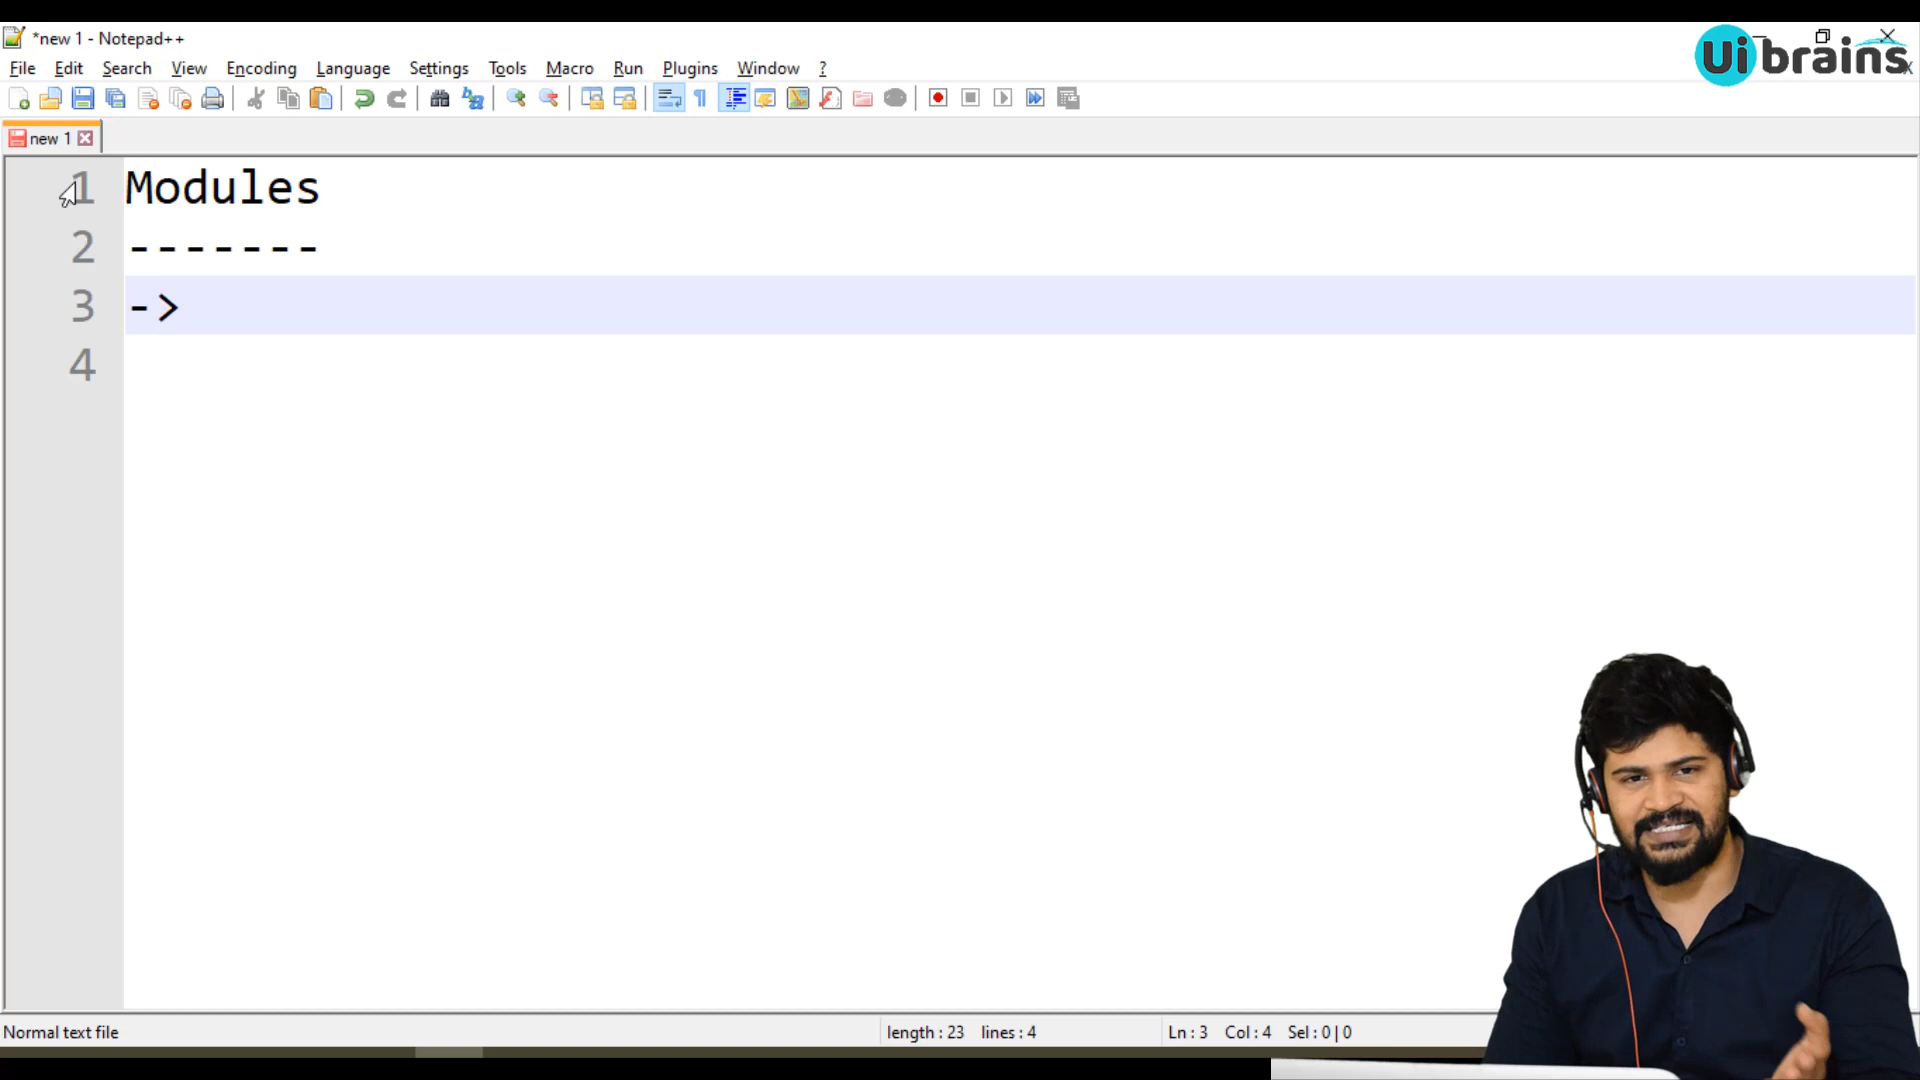 *new 1 - Notepad++
Ui brains
File Edit Search View Encoding Language Settings Tools Macro Run Plugins Window ?
new 1
1 Modules
2 -------
3 ->
4
Normal text file length : 23 lines : 4 Ln : 3 Col : 4 Sel : 0 | 0